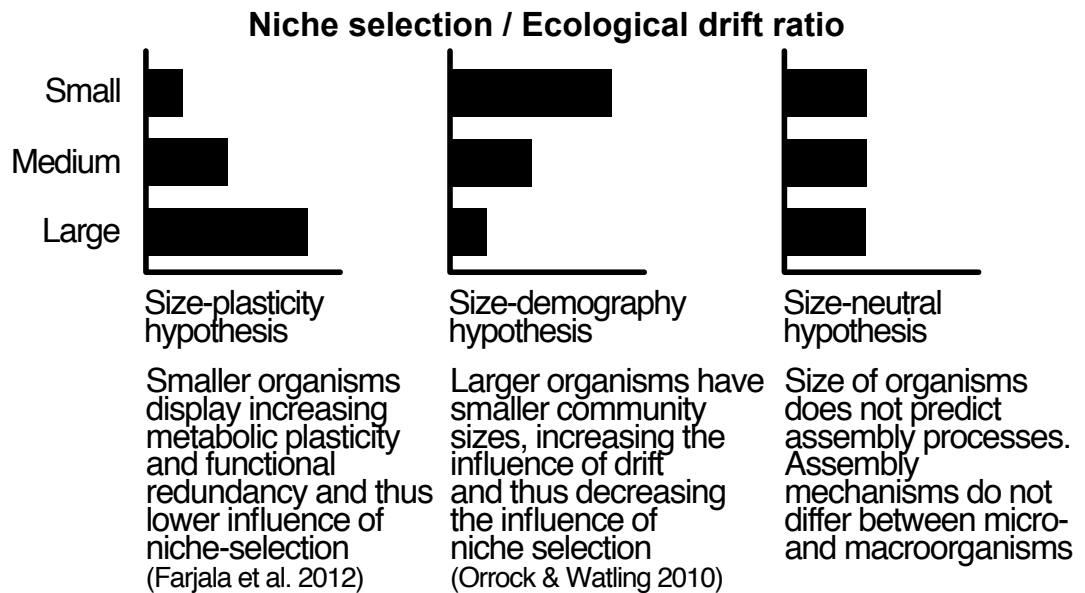 Niche selection / Ecological drift ratio
Small
Medium
Large
Size-plasticity
hypothesis
Smaller organisms
display increasing
metabolic plasticity
and functional
redundancy and thus
lower influence of
niche-selection
(Farjala et al. 2012)
Size-demography
hypothesis
Larger organisms have
smaller community
sizes, increasing the
influence of drift
and thus decreasing
the influence of
niche selection
(Orrock & Watling 2010)
Size-neutral
hypothesis
Size of organisms
does not predict
assembly processes.
Assembly
mechanisms do not
differ between micro-
and macroorganisms